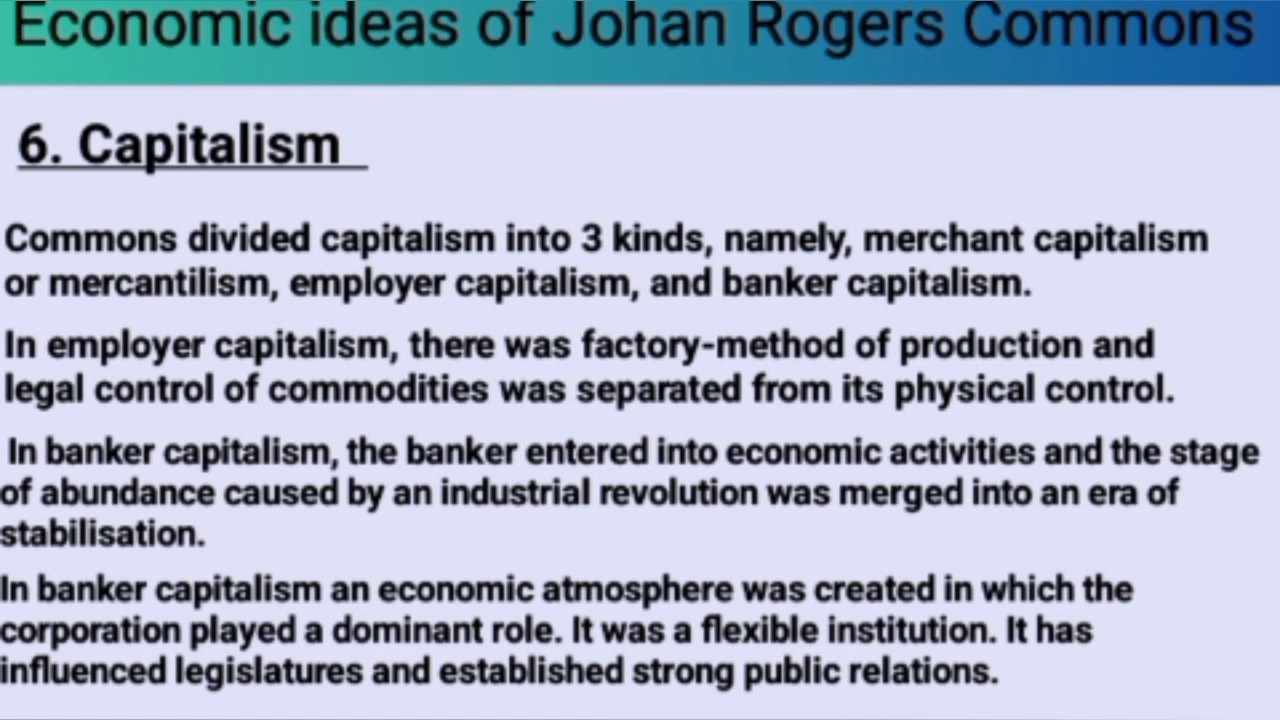 Economic ideas of Johan Rogers Commons
6. Capitalism
Commons divided capitalism into 3 kinds, namely, merchant capitalism
or mercantilism, employer capitalism, and banker capitalism.
In employer capitalism, there was factory-method of production and
legal control of commodities was separated from its physical control.
In banker capitalism, the banker entered into economic activities and the stage
of abundance caused by an industrial revolution was merged into an era of
stabilisation.
In banker capitalism an economic atmosphere was created in which the
corporation played a dominant role. It was a flexible institution. It has
influenced legislatures and established strong public relations.